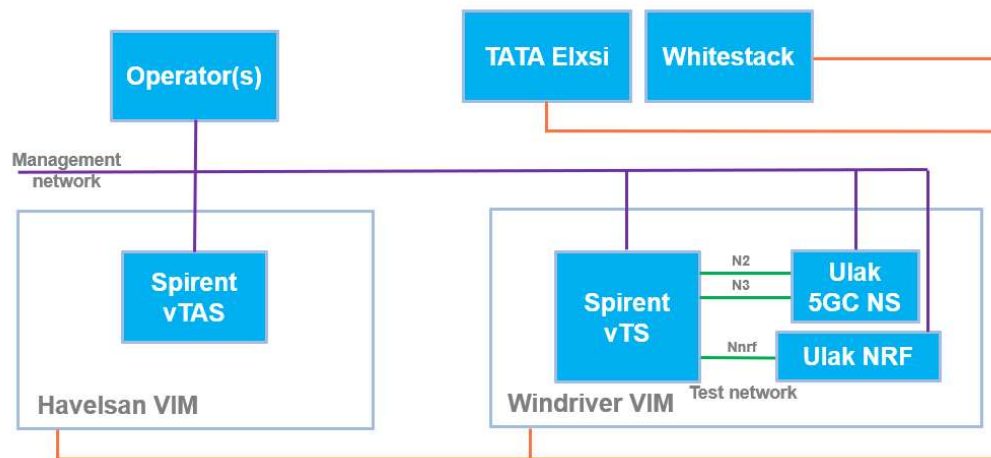 Operator(s)
TATA Elxsi
Whitestack
Management
network
Spirent
vTAS
Havelsan VIM
Spirent
vTS
N2
N3
Nnrf
Ulak
5GC NS
Ulak NRF
Test network
Windriver VIM